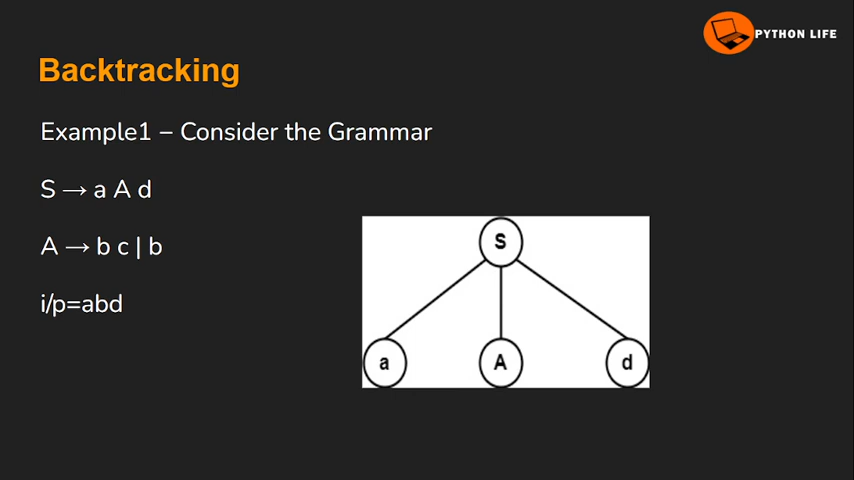 PYTHON LIFE
Backtracking
Example1 – Consider the Grammar
S → a A d
A → b c | b
i/p=abd
S
a A d